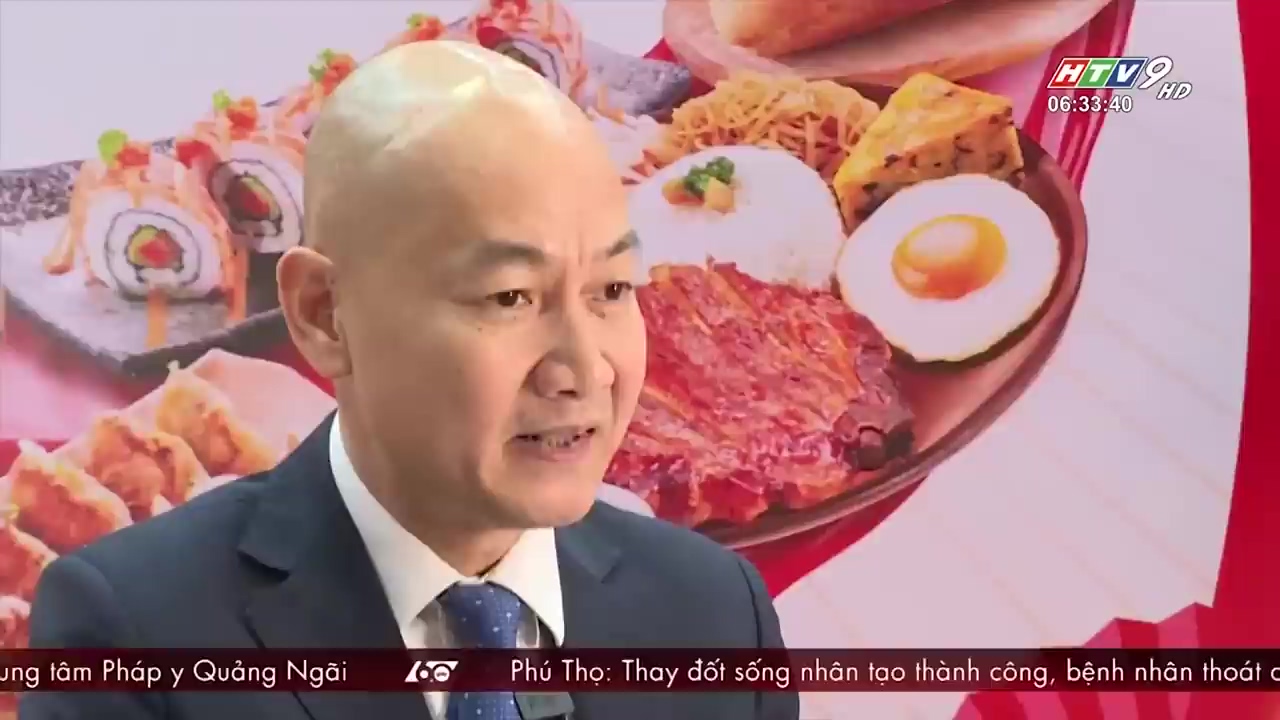 HTV9 HD
06:33:40
Tâm Pháp y Quảng Ngãi
60 Phú Thọ: Thay đốt sống nhân tạo thành công, bệnh nhân thoát